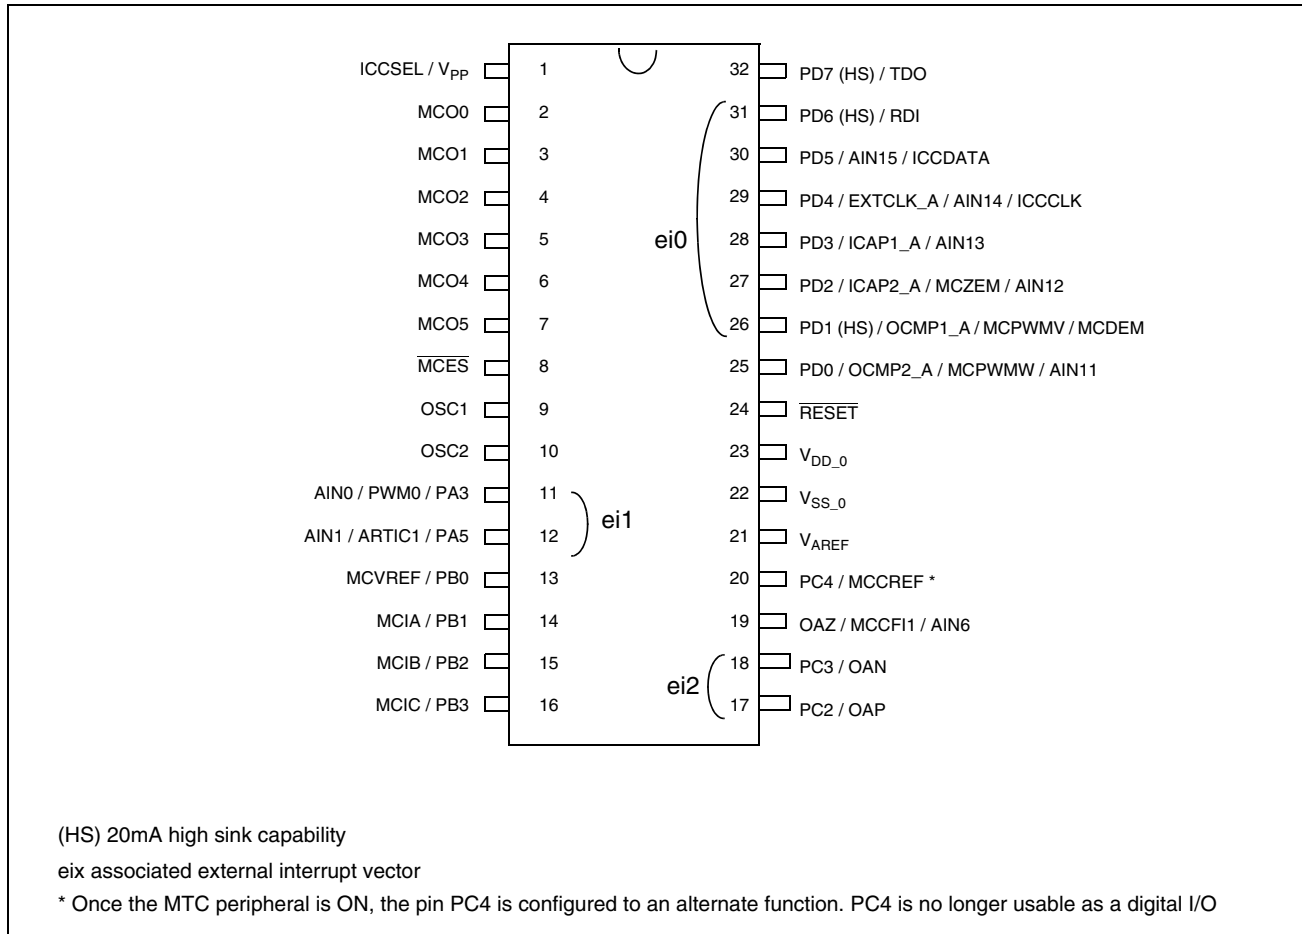 ICCSEL / VPP 1 32 PD7 (HS) / TDO
MCO0 2 31 PD6 (HS) / RDI
MCO1 3 30 PD5 / AIN15 / ICCDATA
MCO2 4 29 PD4 / EXTCLK_A / AIN14 / ICCCLK
MCO3 5 ei0 28 PD3 / ICAP1_A / AIN13
MCO4 6 27 PD2 / ICAP2_A / MCZEM / AIN12
MCO5 7 26 PD1 (HS) / OCMP1_A / MCPWMV / MCDEM
MCES 8 25 PD0 / OCMP2_A / MCPWMW / AIN11
OSC1 9 24 RESET
OSC2 10 23 VDD_0
AIN0 / PWM0 / PA3 11 22 VSS_0
ei1
AIN1 / ARTIC1 / PA5 12 21 VAREF
MCVREF / PB0 13 20 PC4 / MCCREF *
MCIA / PB1 14 19 OAZ / MCCFI1 / AIN6
MCIB / PB2 15 18 PC3 / OAN
ei2
MCIC / PB3 16 17 PC2 / OAP
(HS) 20mA high sink capability
eix associated external interrupt vector
* Once the MTC peripheral is ON, the pin PC4 is configured to an alternate function. PC4 is no longer usable as a digital I/O